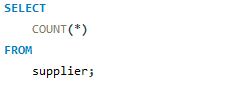 SELECT
COUNT(*)
FROM
supplier;